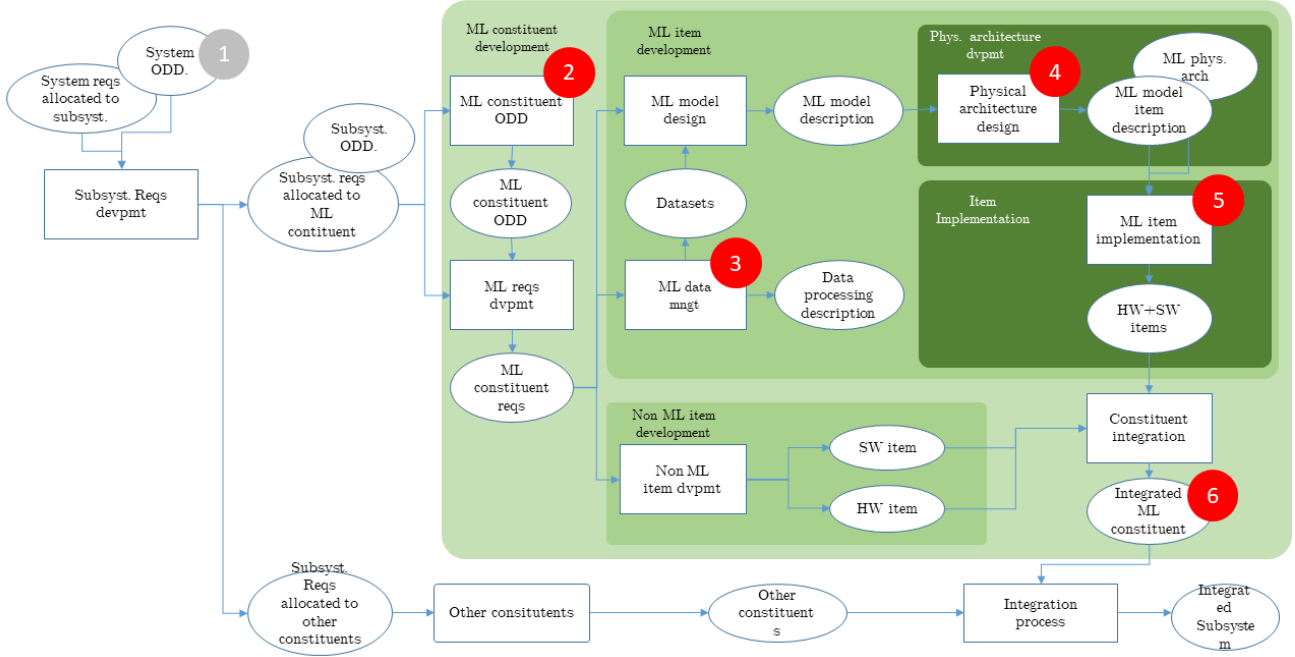 System
ODD.
1
System reqs
allocated to
subsyst.
Subsyst. Reqs
devpmt
Subsyst.
ODD.
Subsyst. reqs
allocated to
ML
contituent
ML constituent
development
2
ML constituent
ODD
ML
constituent
ODD
ML reqs
dvpmt
ML
constituent
reqs
ML item
development
ML model
design
ML model
description
Datasets
3
ML data
mngt
Data
processing
description
Phys. architecture
dvpmt
4
Physical
architecture
design
ML phys.
arch
ML model
item
description
Item
Implementation
5
ML item
implementation
HW+SW
items
Non ML item
development
Non ML
item dvpmt
SW item
HW item
Constituent
integration
6
Integrated
ML
constituent
Subsyst.
Reqs
allocated to
other
constituents
Other consitutents
Other
constituent
s
Integration
process
Integrat
ed
Subsyste
m